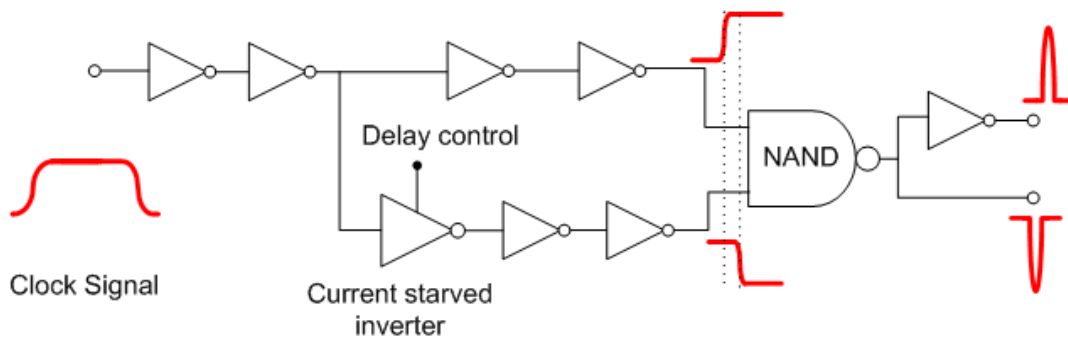 Delay control
NAND
Clock Signal
Current starved
inverter